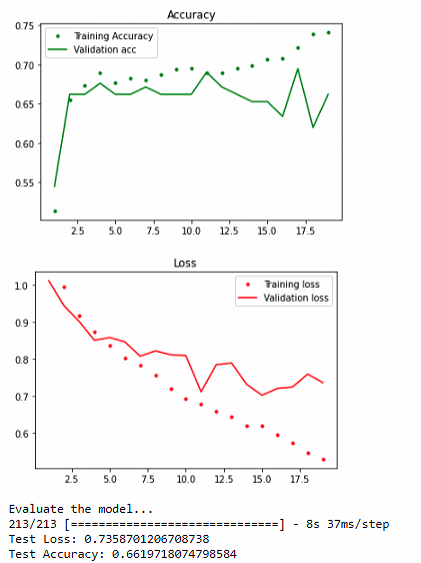 Accuracy
0.75
0.70
0.65
0.60
0.55
Training Accuracy
Validation acc
2.5 5.0 7.5 10.0 12.5 15.0 17.5
Loss
1.0
0.9
0.8
0.7
0.6
Training loss
Validation loss
2.5 5.0 7.5 10.0 12.5 15.0 17.5
Evaluate the model...
213/213 [==============================] - 8s 37ms/step
Test Loss: 0.7358701206708738
Test Accuracy: 0.6619718074798584